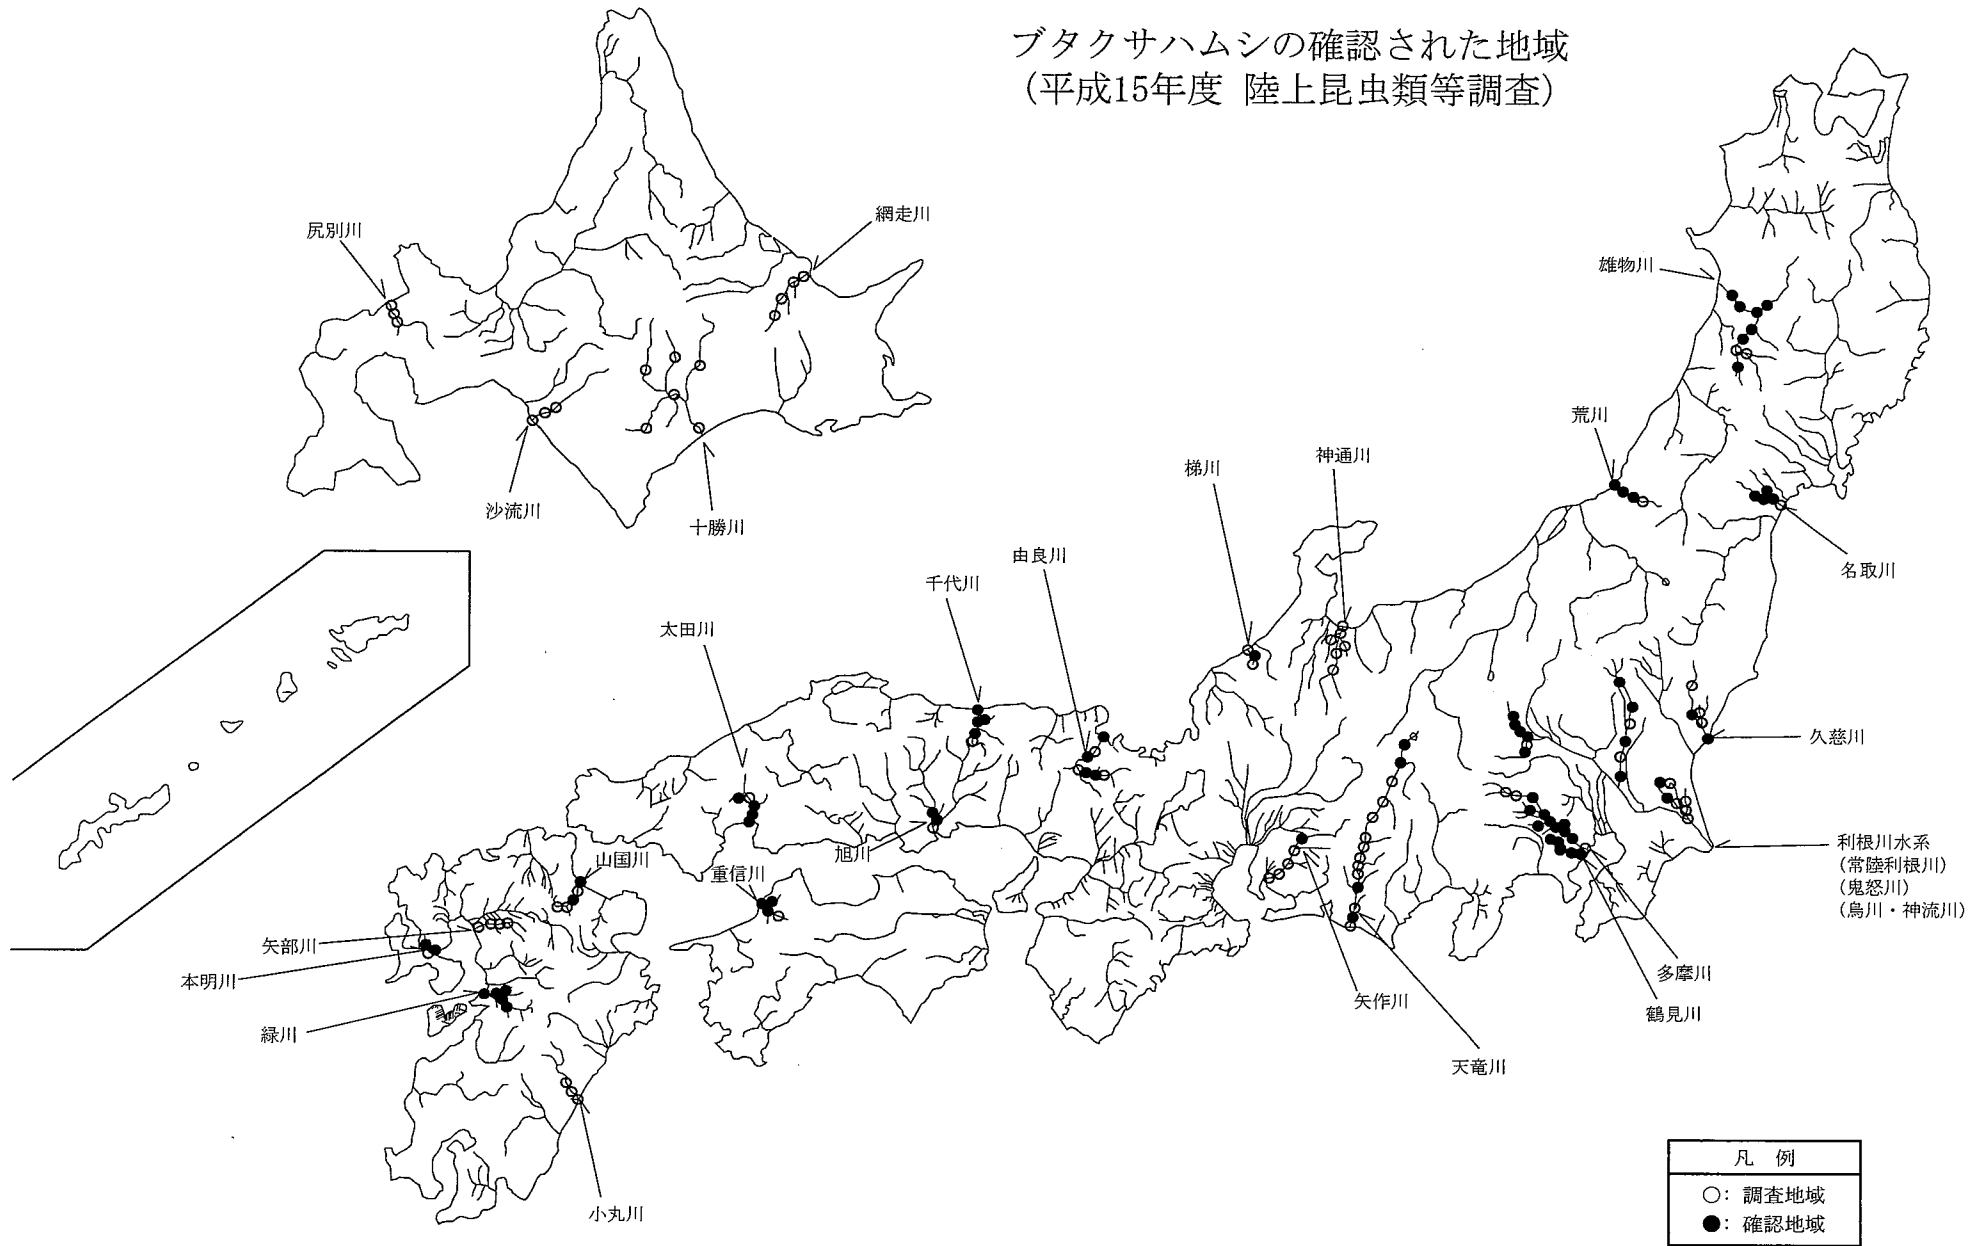 ブタクサハムシの確認された地域
(平成15年度 陸上昆虫類等調査)
尻別川
網走川
沙流川
十勝川
雄物川
荒川
名取川
梯川
神通川
由良川
千代川
太田川
久慈川
利根川水系
(常陸利根川)
(鬼怒川)
(烏川・神流川)
旭川
山国川
重信川
矢部川
本明川
緑川
小丸川
多摩川
鶴見川
矢作川
天竜川
凡 例
○: 調査地域
●: 確認地域